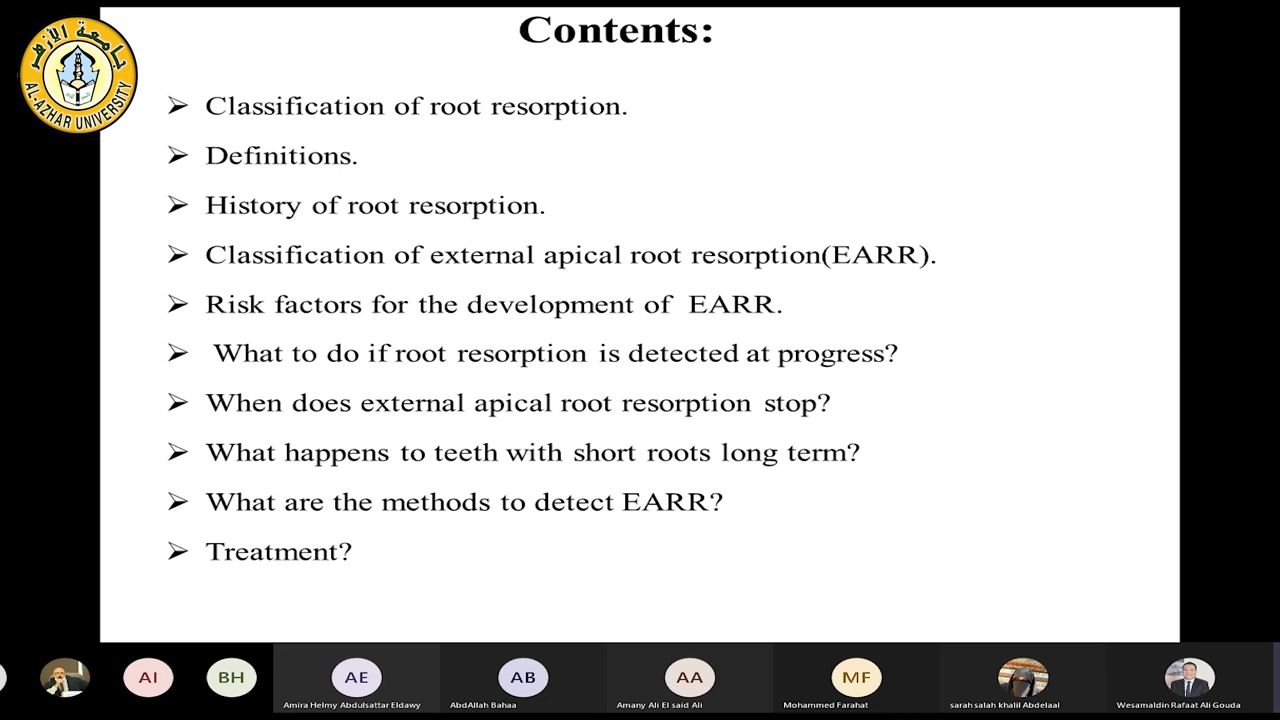 جامعة الأزهر
AL-AZHAR UNIVERSITY
Contents:
➢ Classification of root resorption.
➢ Definitions.
➢ History of root resorption.
➢ Classification of external apical root resorption(EARR).
➢ Risk factors for the development of EARR.
➢ What to do if root resorption is detected at progress?
➢ When does external apical root resorption stop?
➢ What happens to teeth with short roots long term?
➢ What are the methods to detect EARR?
➢ Treatment?
AI BH AE AB AA MF
Amira Helmy Abdulsattar Eldawy AbdAllah Bahaa Amany Ali El said Ali Mohammed Farahat sarah salah khalil Abdelaal Wesamaldin Rafaat Ali Gouda